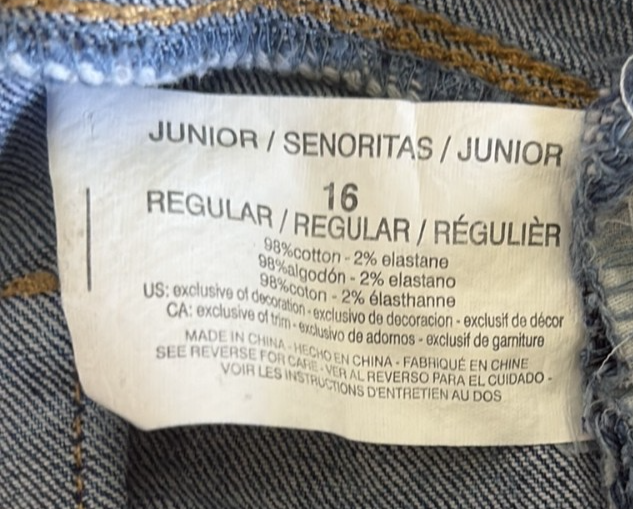 JUNIOR / SENORITAS / JUNIOR
16
REGULAR / REGULAR / RÉGULIÈR
98%cotton - 2% elastane
98%algodón - 2% elastano
98%coton - 2% élasthanne
US: exclusive of decoration - exclusivo de decoracion - exclusif de décor
CA: exclusive of trim - exclusivo de adornos - exclusif de garniture
MADE IN CHINA - HECHO EN CHINA - FABRIQUÉ EN CHINE
SEE REVERSE FOR CARE - VER AL REVERSO PARA EL CUIDADO -
VOIR LES INSTRUCTIONS D'ENTRETIEN AU DOS